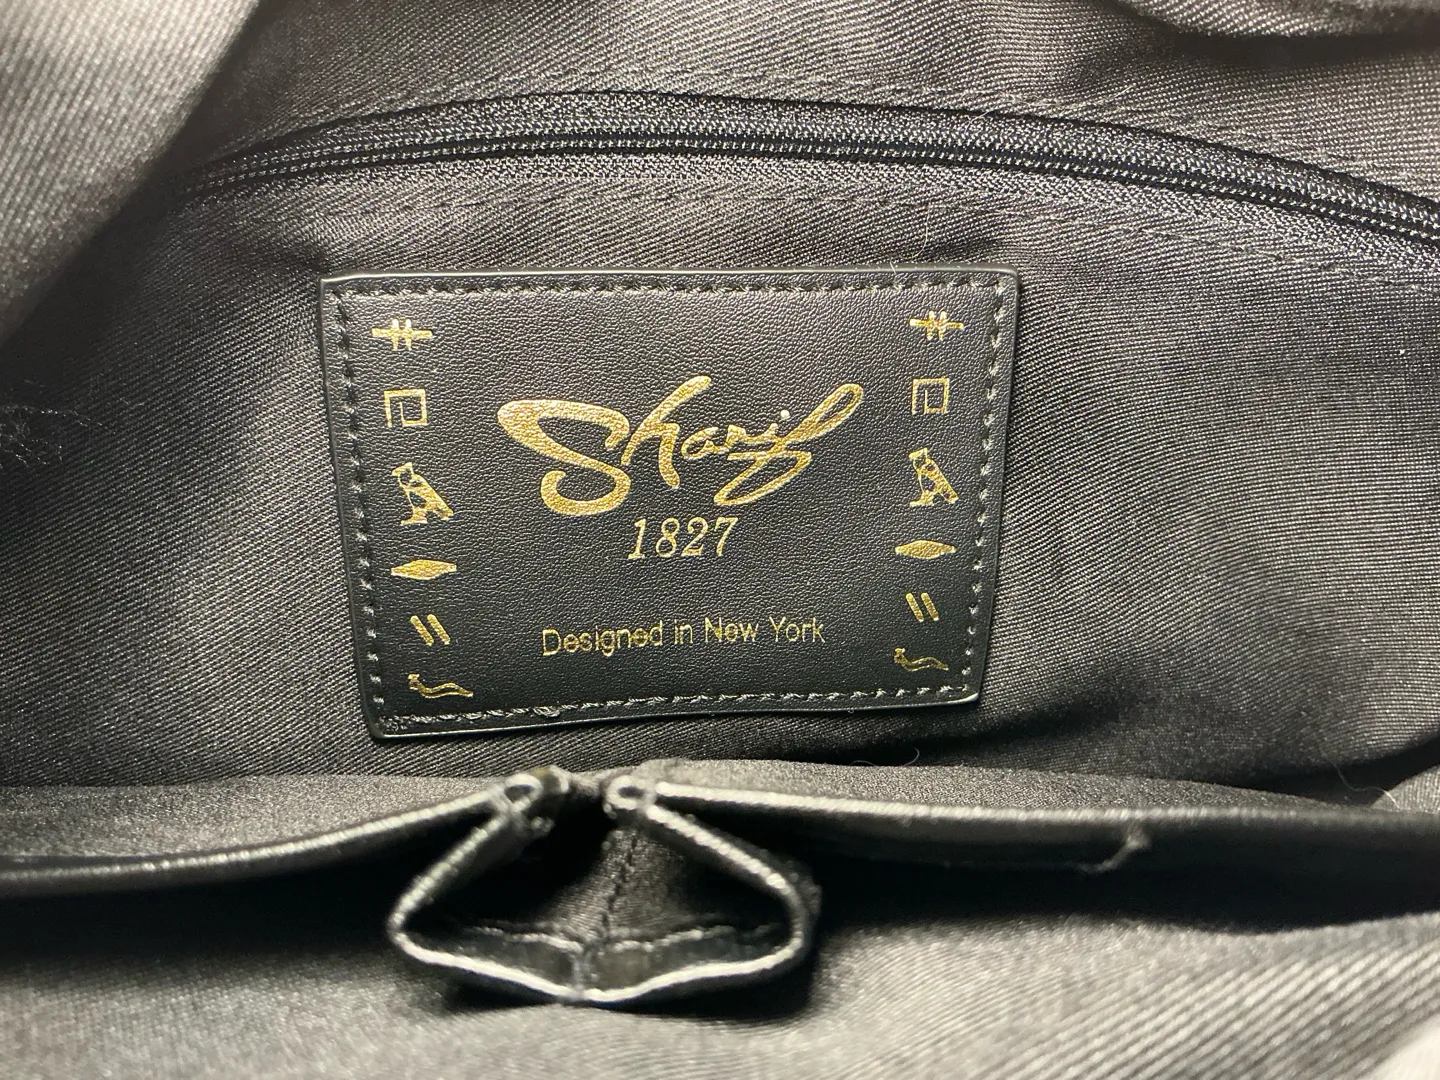 Sharif
1827
Designed in New York